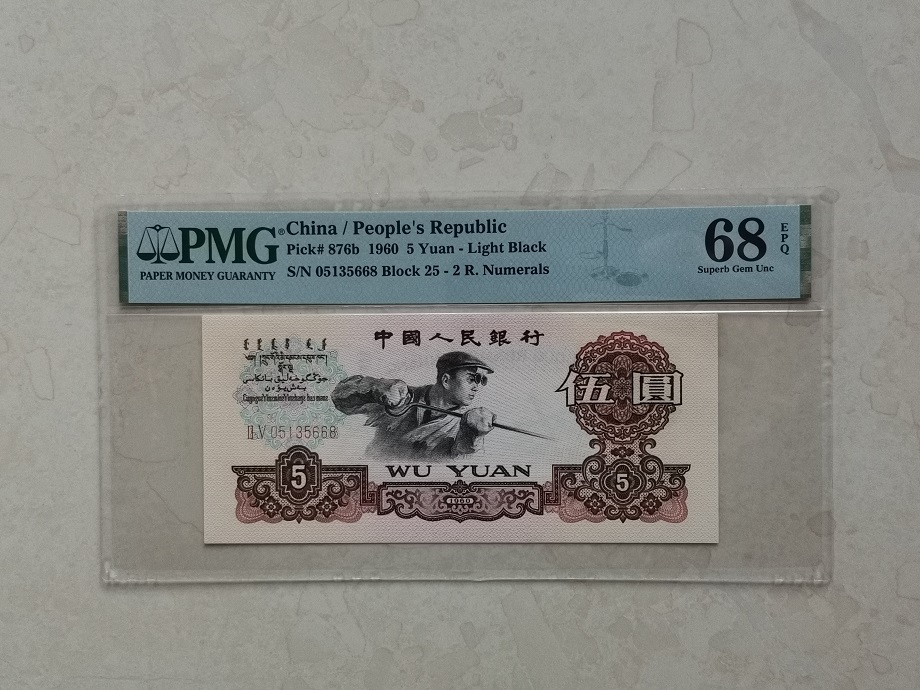 PMG®
PAPER MONEY GUARANTY
China / People's Republic
Pick# 876b 1960 5 Yuan - Light Black
S/N 05135668 Block 25 - 2 R. Numerals
68
EPQ
Superb Gem Unc
中國人民銀行
伍圓
II V 05135668
WU YUAN
5
1960
5